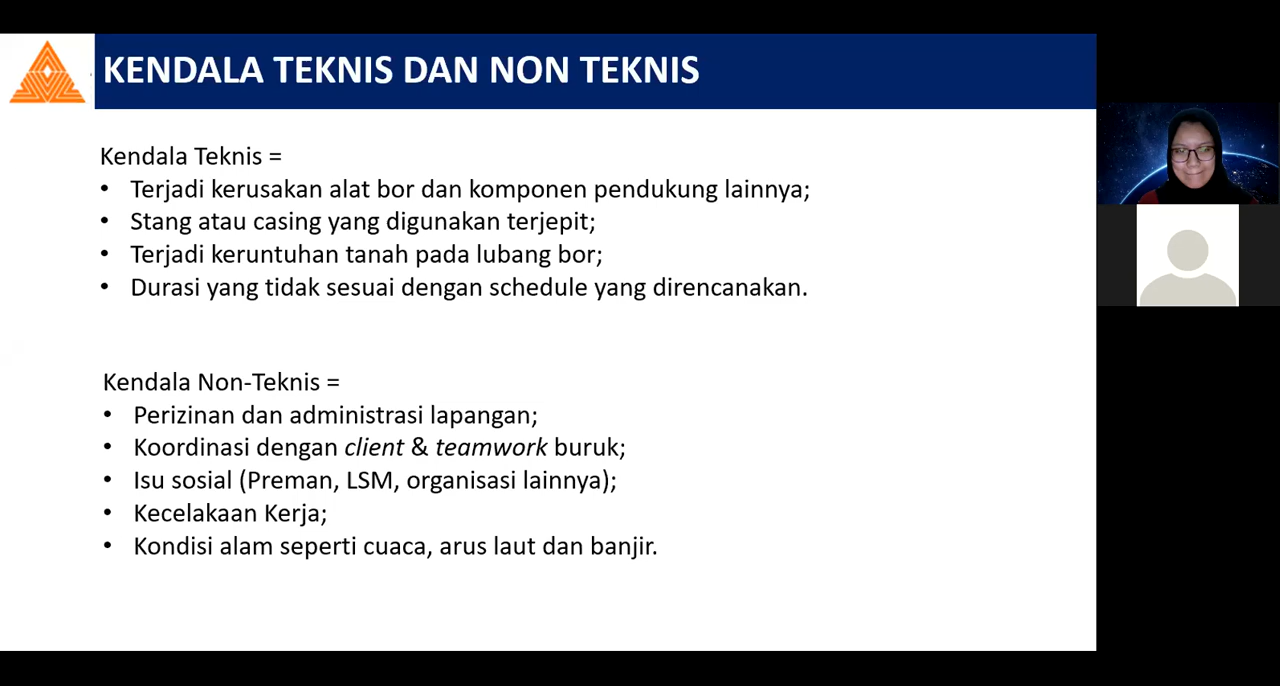 KENDALA TEKNIS DAN NON TEKNIS
Kendala Teknis =
• Terjadi kerusakan alat bor dan komponen pendukung lainnya;
• Stang atau casing yang digunakan terjepit;
• Terjadi keruntuhan tanah pada lubang bor;
• Durasi yang tidak sesuai dengan schedule yang direncanakan.
Kendala Non-Teknis =
• Perizinan dan administrasi lapangan;
• Koordinasi dengan client & teamwork buruk;
• Isu sosial (Preman, LSM, organisasi lainnya);
• Kecelakaan Kerja;
• Kondisi alam seperti cuaca, arus laut dan banjir.